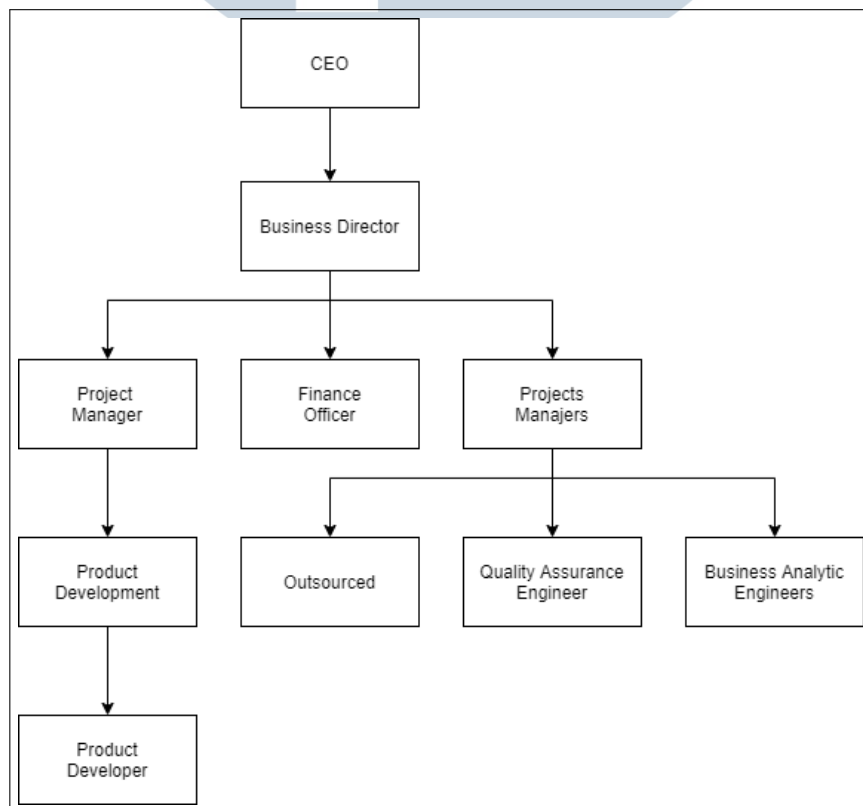 CEO
Business Director
Project
Manager
Finance
Officer
Projects
Manajers
Product
Development
Outsourced
Quality Assurance
Engineer
Business Analytic
Engineers
Product
Developer